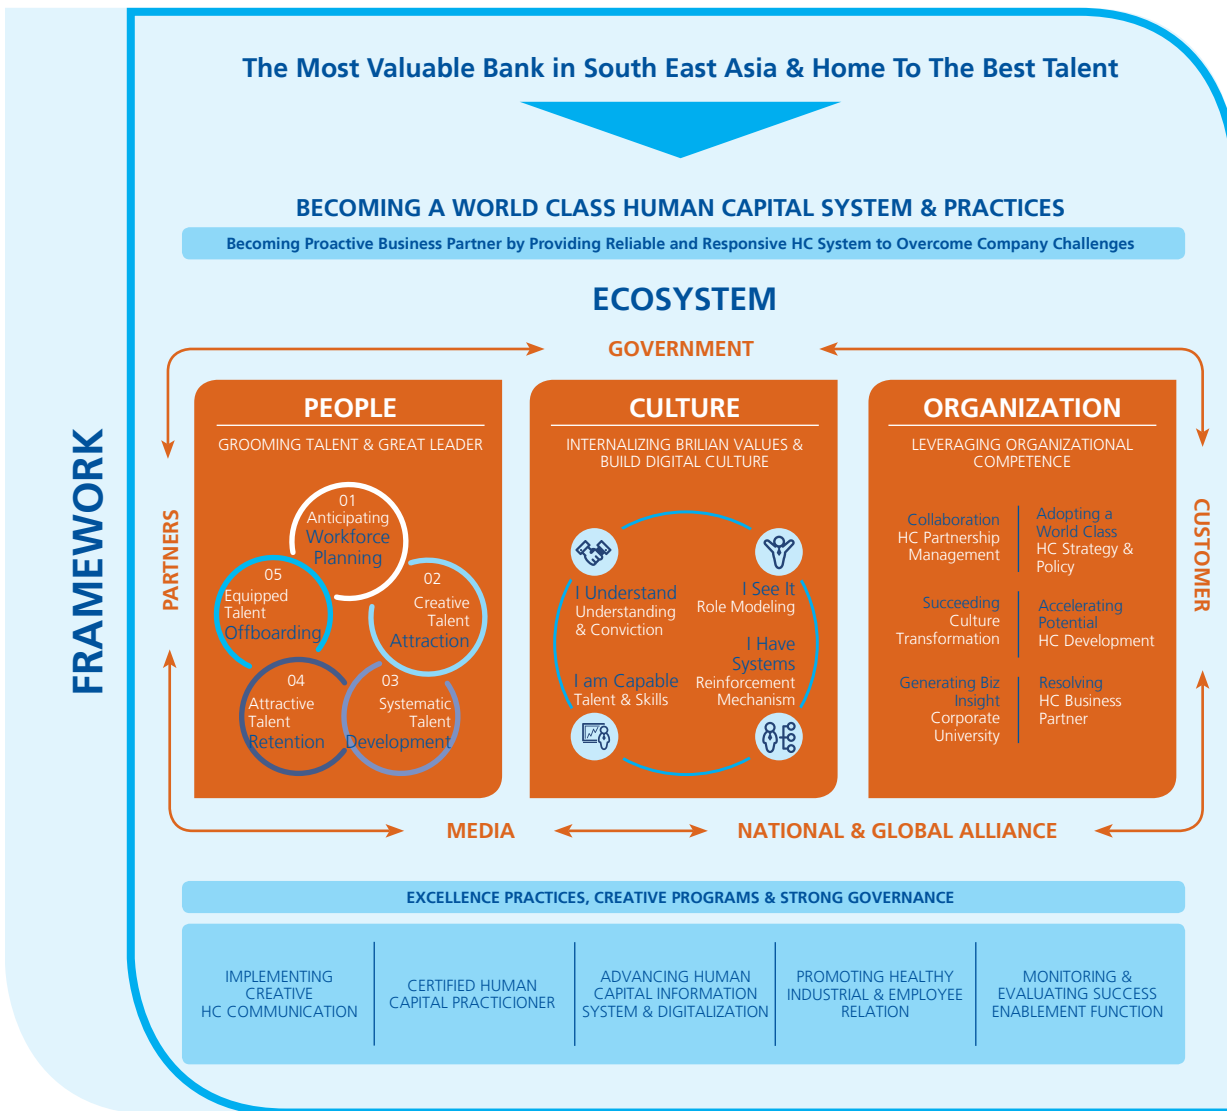 The Most Valuable Bank in South East Asia & Home To The Best Talent
BECOMING A WORLD CLASS HUMAN CAPITAL SYSTEM & PRACTICES
Becoming Proactive Business Partner by Providing Reliable and Responsive HC System to Overcome Company Challenges
ECOSYSTEM
GOVERNMENT
FRAMEWORK
PARTNERS
CUSTOMER
PEOPLE
GROOMING TALENT & GREAT LEADER
01
Anticipating
Workforce
Planning
02
Creative
Talent
Attraction
03
Systematic
Talent
Development
04
Attractive
Talent
Retention
05
Equipped
Talent
Offboarding
CULTURE
INTERNALIZING BRILIAN VALUES &
BUILD DIGITAL CULTURE
I Understand
Understanding
& Conviction
I See It
Role Modeling
I am Capable
Talent & Skills
I Have
Systems
Reinforcement
Mechanism
ORGANIZATION
LEVERAGING ORGANIZATIONAL
COMPETENCE
Collaboration
HC Partnership
Management
Adopting a
World Class
HC Strategy &
Policy
Succeeding
Culture
Transformation
Accelerating
Potential
HC Development
Generating Biz
Insight
Corporate
University
Resolving
HC Business
Partner
MEDIA
NATIONAL & GLOBAL ALLIANCE
EXCELLENCE PRACTICES, CREATIVE PROGRAMS & STRONG GOVERNANCE
IMPLEMENTING
CREATIVE
HC COMMUNICATION
CERTIFIED HUMAN
CAPITAL PRACTICIONER
ADVANCING HUMAN
CAPITAL INFORMATION
SYSTEM & DIGITALIZATION
PROMOTING HEALTHY
INDUSTRIAL & EMPLOYEE
RELATION
MONITORING &
EVALUATING SUCCESS
ENABLEMENT FUNCTION